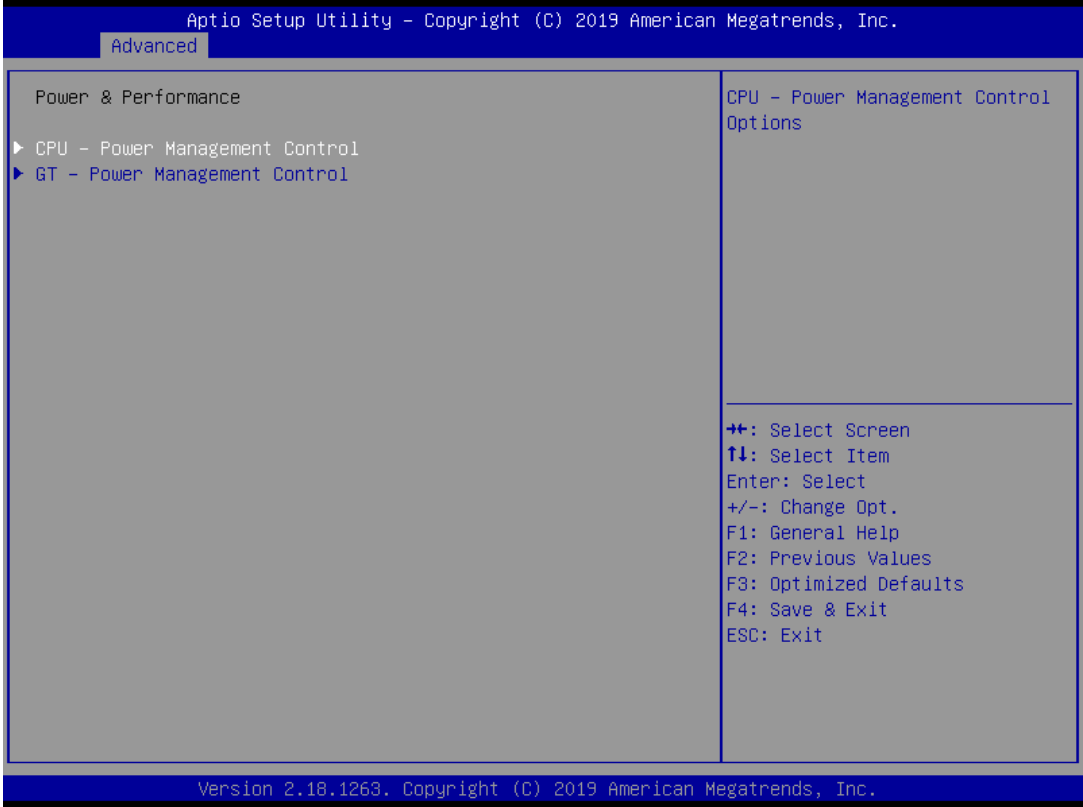 Aptio Setup Utility – Copyright (C) 2019 American Megatrends, Inc.
Advanced
Power & Performance
▶ CPU – Power Management Control
▶ GT – Power Management Control
CPU – Power Management Control
Options
→←: Select Screen
↑↓: Select Item
Enter: Select
+/-: Change Opt.
F1: General Help
F2: Previous Values
F3: Optimized Defaults
F4: Save & Exit
ESC: Exit
Version 2.18.1263. Copyright (C) 2019 American Megatrends, Inc.